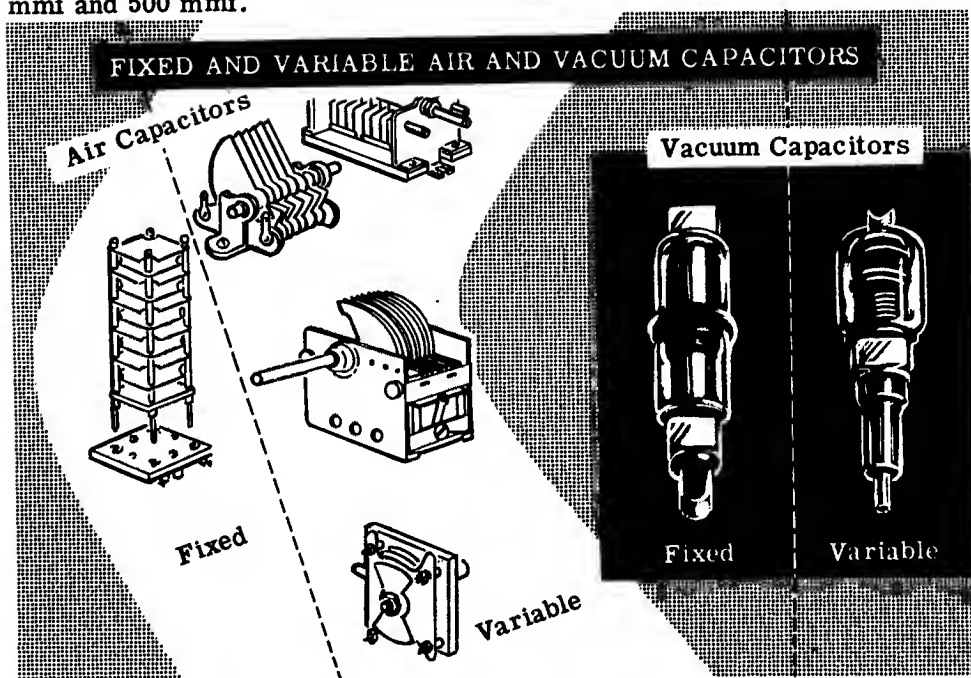 mmf and 500 mmf.
FIXED AND VARIABLE AIR AND VACUUM CAPACITORS
Air Capacitors
Vacuum Capacitors
Fixed
Variable
Fixed
Variable